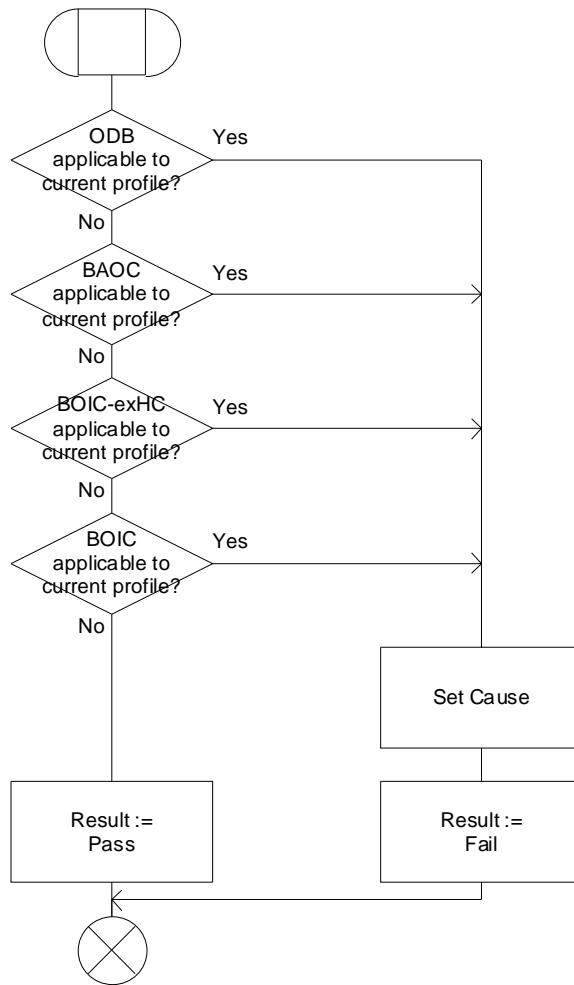 ODB
applicable to
current profile?
Yes
No
BAOC
applicable to
current profile?
Yes
No
BOIC-exHC
applicable to
current profile?
Yes
No
BOIC
applicable to
current profile?
Yes
No
Set Cause
Result :=
Pass
Result :=
Fail